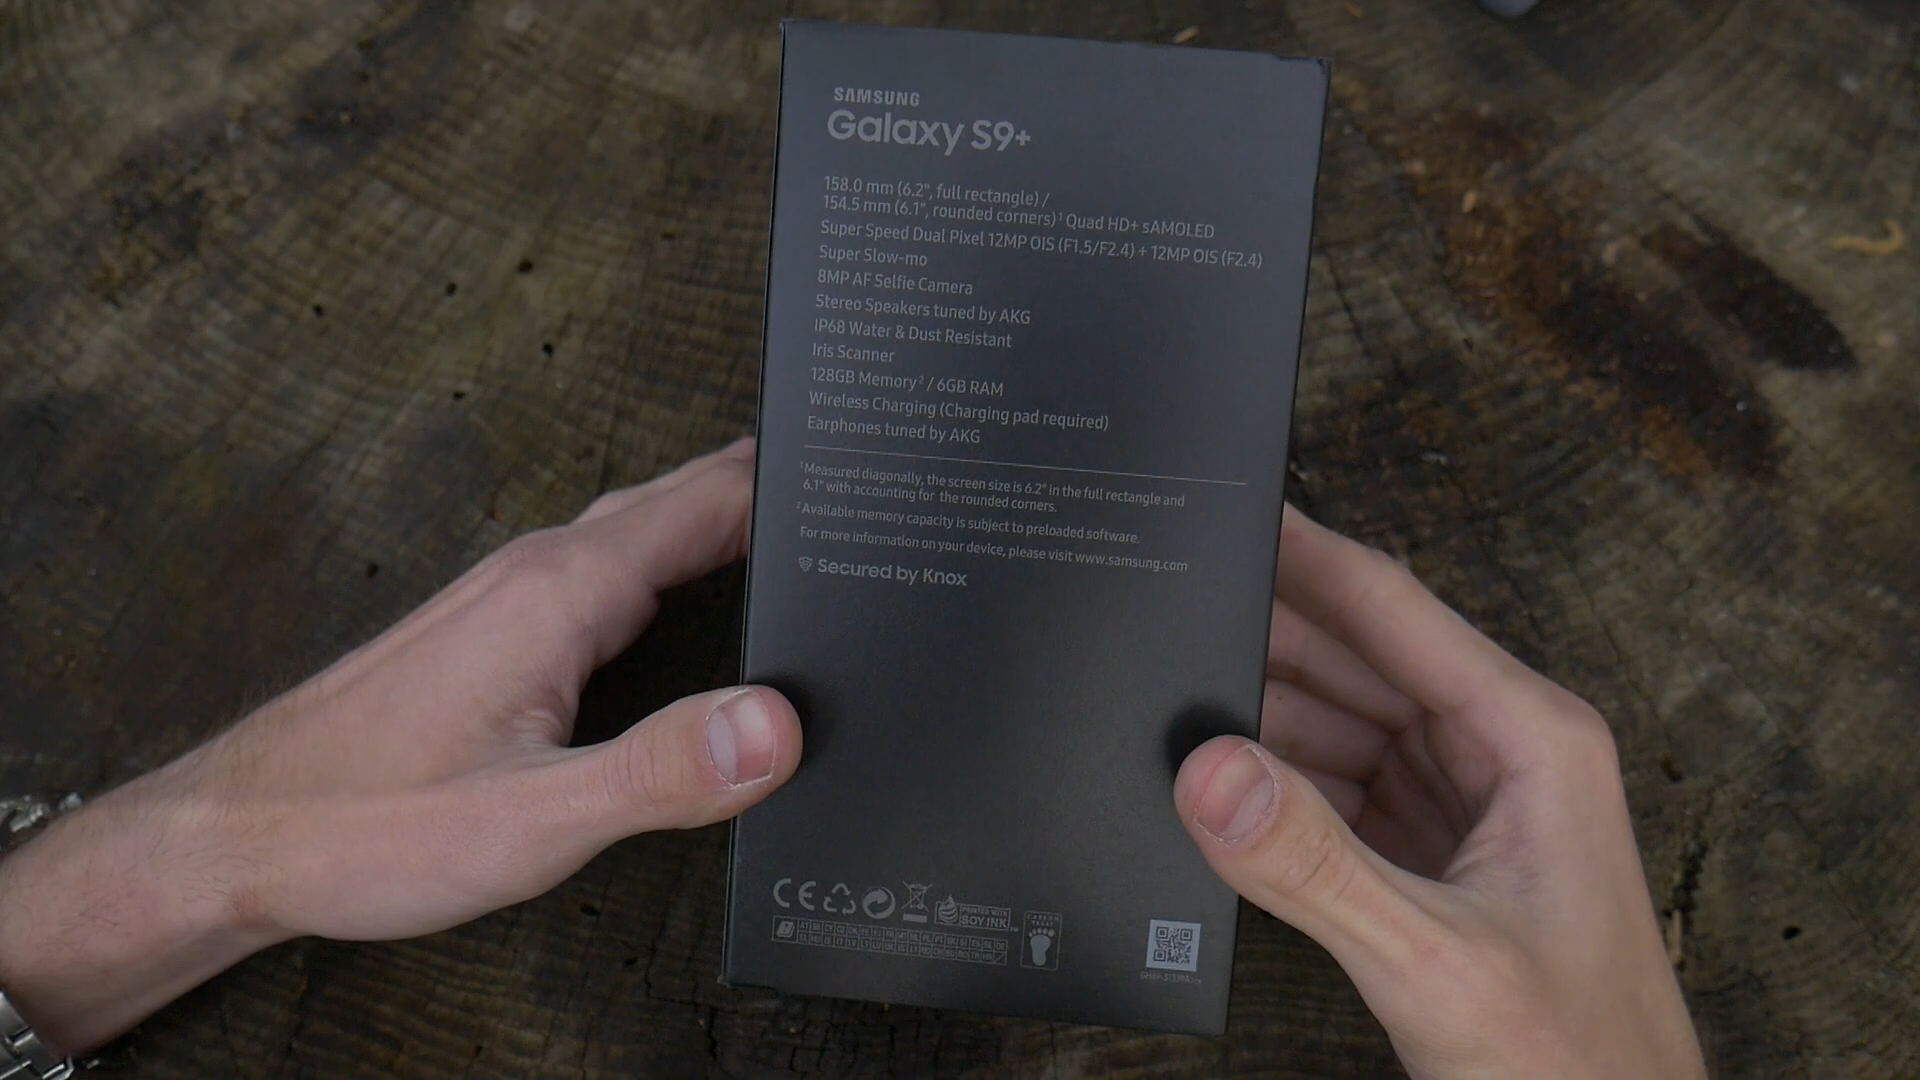 SAMSUNG
Galaxy S9+
158.0 mm (6.2", full rectangle) /
154.5 mm (6.1", rounded corners)¹ Quad HD+ sAMOLED
Super Speed Dual Pixel 12MP OIS (F1.5/F2.4) + 12MP OIS (F2.4)
Super Slow-mo
8MP AF Selfie Camera
Stereo Speakers tuned by AKG
IP68 Water & Dust Resistant
Iris Scanner
128GB Memory² / 6GB RAM
Wireless Charging (Charging pad required)
Earphones tuned by AKG
¹Measured diagonally, the screen size is 6.2" in the full rectangle and
6.1" with accounting for the rounded corners.
²Available memory capacity is subject to preloaded software.
For more information on your device, please visit www.samsung.com
Secured by Knox
CE
PRINTED WITH
SOY INK
CARBON